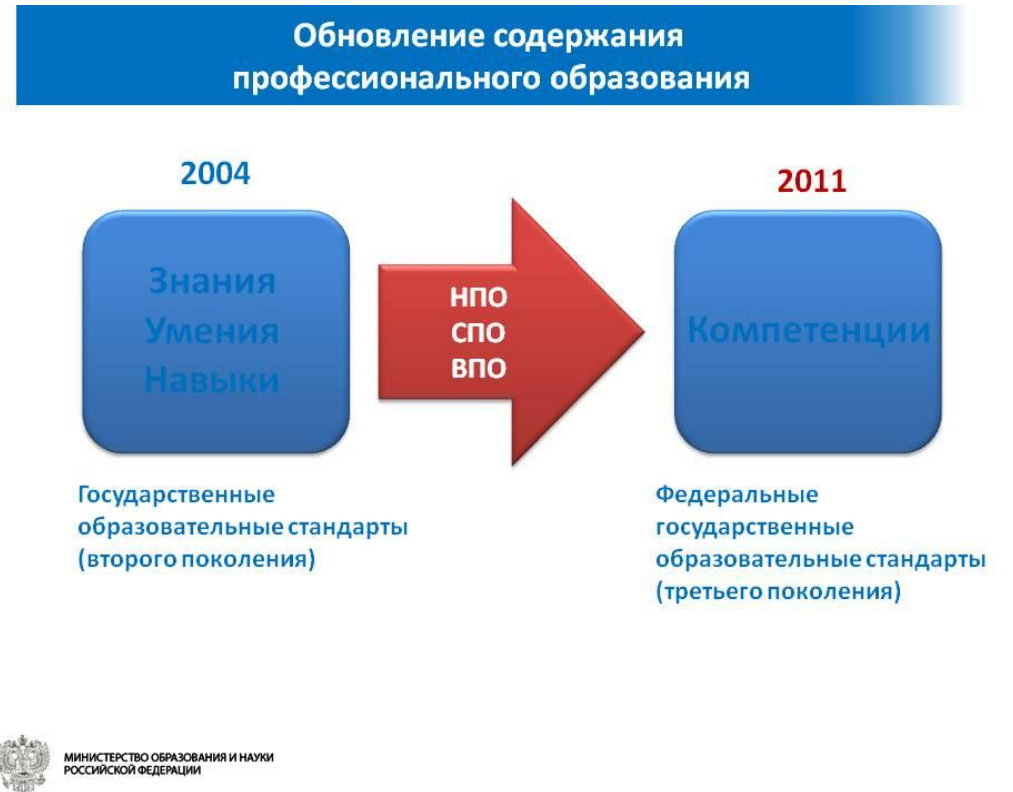 Обновление содержания
профессионального образования
2004
2011
Знания
Умения
Навыки
НПО
СПО
ВПО
Компетенции
Государственные
образовательные стандарты
(второго поколения)
Федеральные
государственные
образовательные стандарты
(третьего поколения)
МИНИСТЕРСТВО ОБРАЗОВАНИЯ И НАУКИ
РОССИЙСКОЙ ФЕДЕРАЦИИ